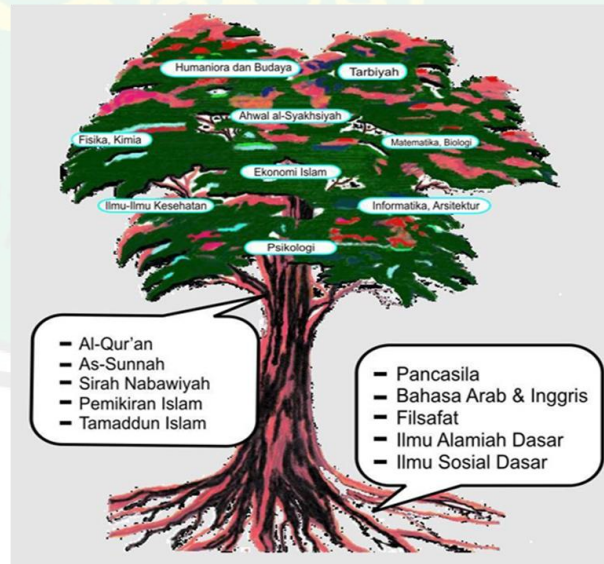 Humaniora dan Budaya
Tarbiyah
Ahwal al-Syakhsiyah
Fisika, Kimia
Matematika, Biologi
Ekonomi Islam
Ilmu-Ilmu Kesehatan
Informatika, Arsitektur
Psikologi
- Al-Qur'an
- As-Sunnah
- Sirah Nabawiyah
- Pemikiran Islam
- Tamaddun Islam
- Pancasila
- Bahasa Arab & Inggris
- Filsafat
- Ilmu Alamiah Dasar
- Ilmu Sosial Dasar